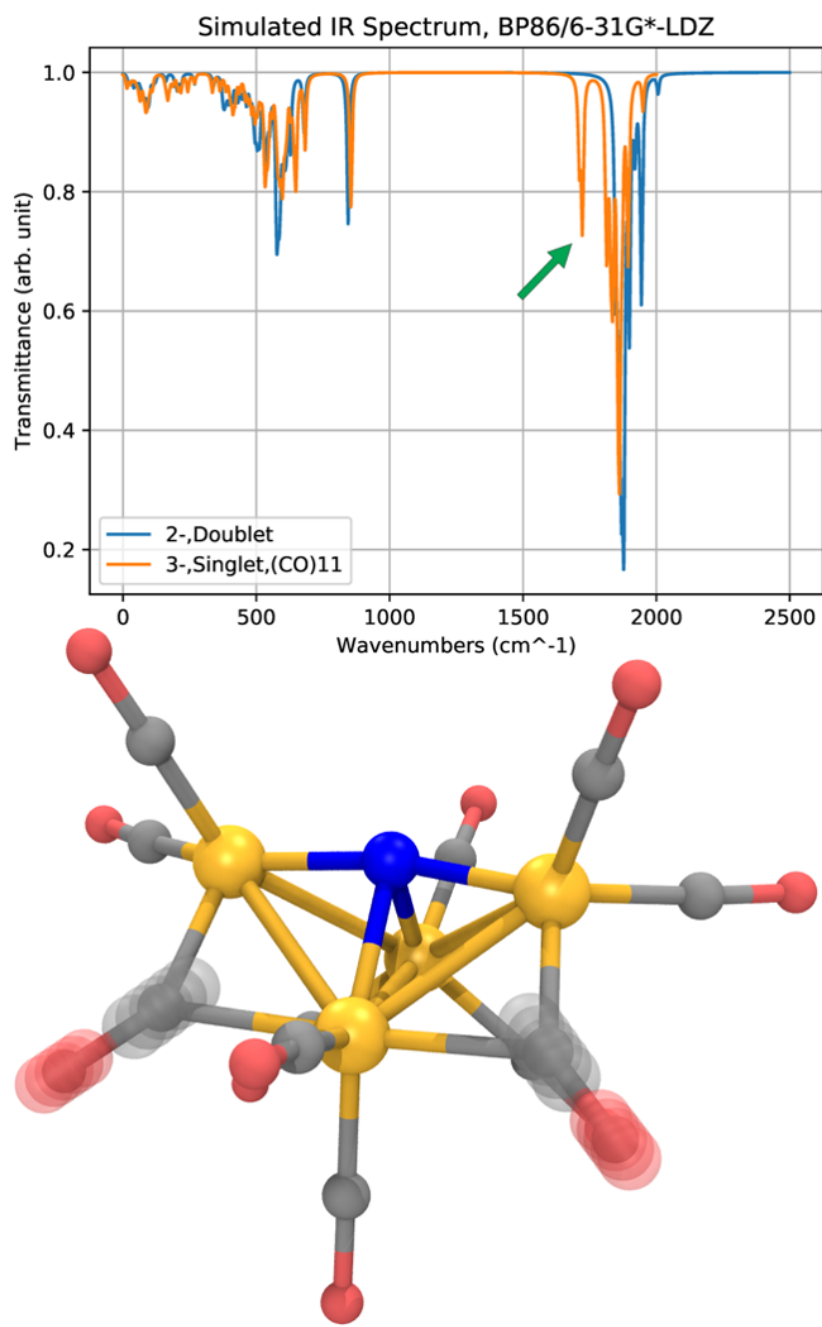 Simulated IR Spectrum, BP86/6-31G*-LDZ
Transmittance (arb. unit)
1.0
0.8
0.6
0.4
0.2
2-,Doublet
3-,Singlet,(CO)11
0 500 1000 1500 2000 2500
Wavenumbers (cm^-1)